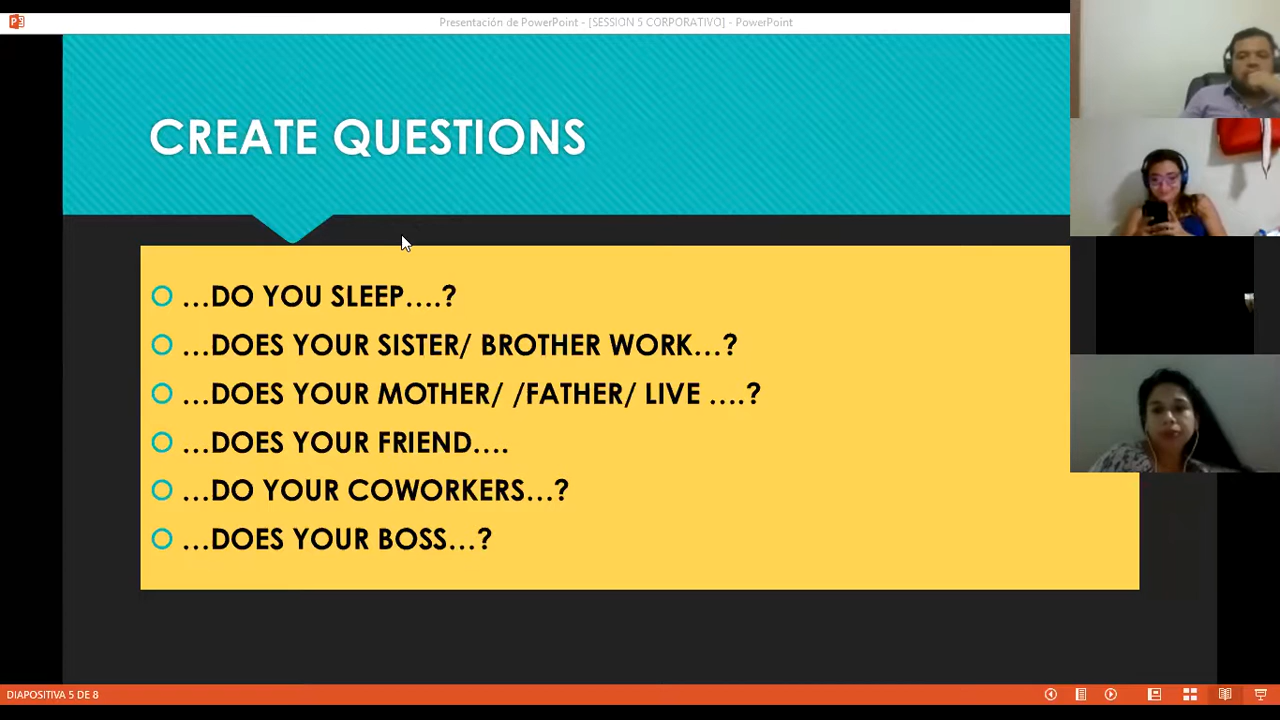 Presentación de PowerPoint - [SESSION 5 CORPORATIVO] - PowerPoint
CREATE QUESTIONS
…DO YOU SLEEP….?
…DOES YOUR SISTER/ BROTHER WORK…?
…DOES YOUR MOTHER/ /FATHER/ LIVE ….?
…DOES YOUR FRIEND….
…DO YOUR COWORKERS…?
…DOES YOUR BOSS…?
DIAPOSITIVA 5 DE 8